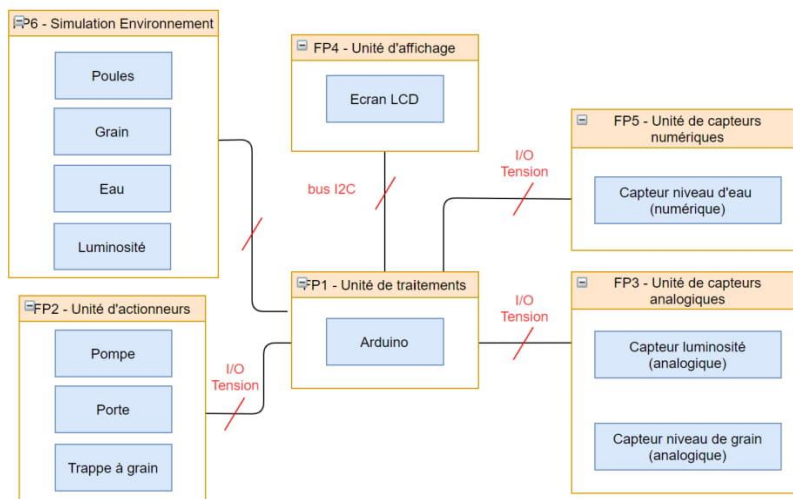 FP6 - Simulation Environnement
Poules
Grain
Eau
Luminosité
FP4 - Unité d'affichage
Ecran LCD
bus I2C
FP5 - Unité de capteurs
numériques
Capteur niveau d'eau
(numérique)
I/O
Tension
FP1 - Unité de traitements
Arduino
FP2 - Unité d'actionneurs
Pompe
Porte
Trappe à grain
I/O
Tension
I/O
Tension
FP3 - Unité de capteurs
analogiques
Capteur luminosité
(analogique)
Capteur niveau de grain
(analogique)